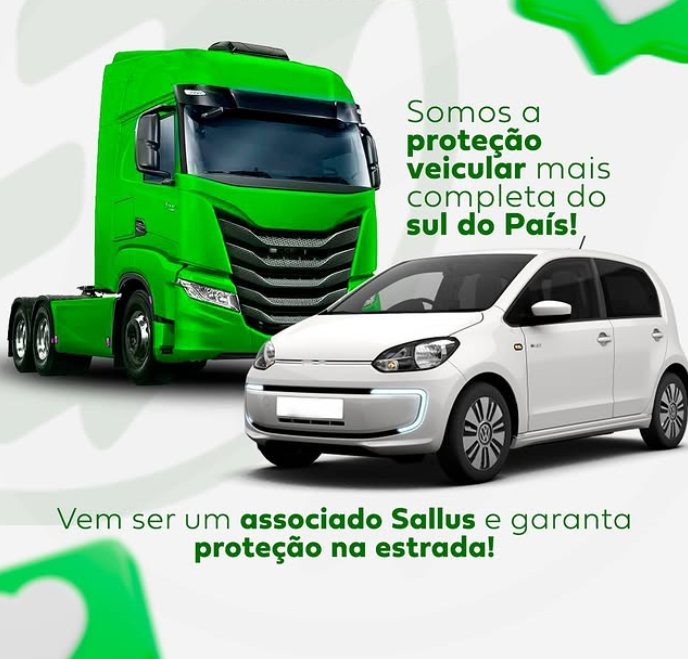 Somos a
proteção
veicular mais
completa do
sul do País!
Vem ser um associado Sallus e garanta
proteção na estrada!